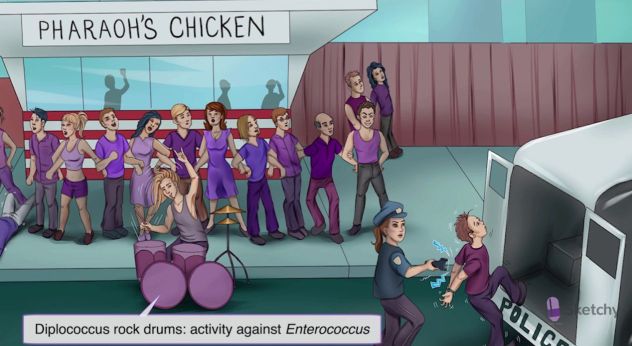 PHARAOH'S CHICKEN
POLICE
Sketchy
Diplococcus rock drums: activity against Enterococcus